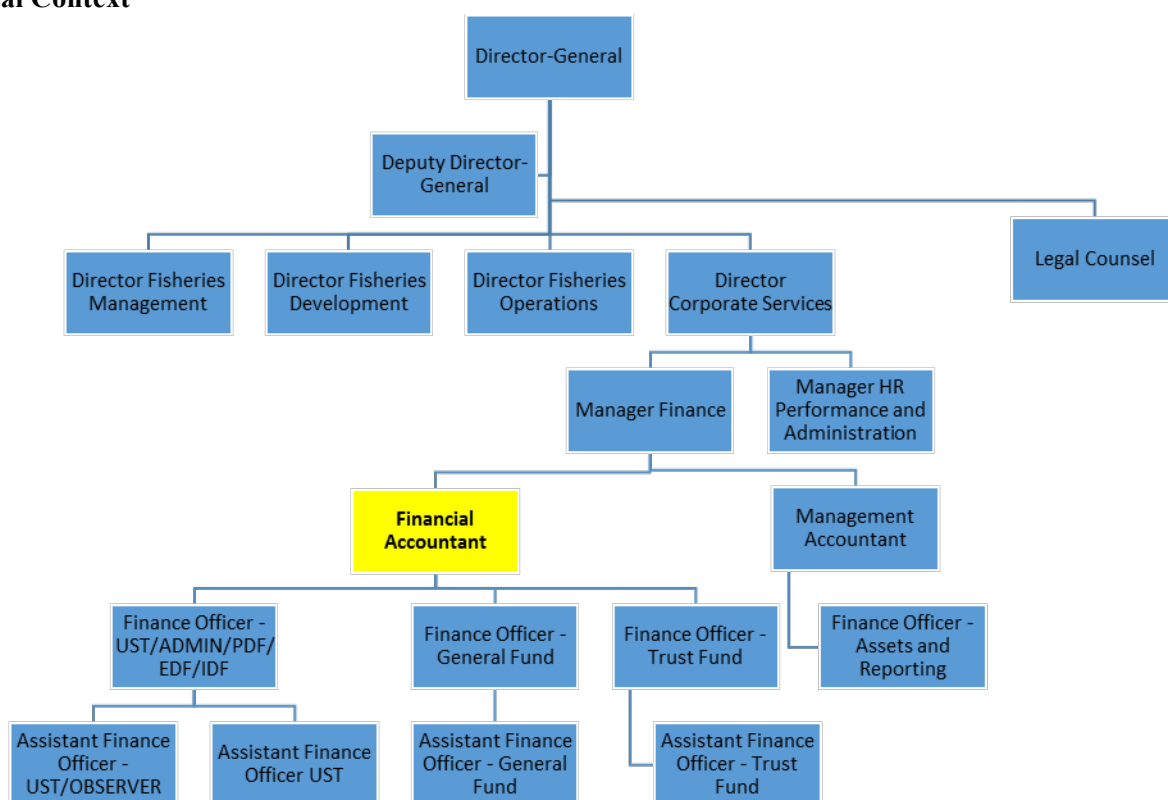 al Context
Director-General
Deputy Director-
General
Legal Counsel
Director Fisheries
Management
Director Fisheries
Development
Director Fisheries
Operations
Director
Corporate Services
Manager Finance
Manager HR
Performance and
Administration
Financial
Accountant
Management
Accountant
Finance Officer -
UST/ADMIN/PDF/
EDF/IDF
Finance Officer -
General Fund
Finance Officer -
Trust Fund
Finance Officer -
Assets and
Reporting
Assistant Finance
Officer -
UST/OBSERVER
Assistant Finance
Officer UST
Assistant Finance
Officer - General
Fund
Assistant Finance
Officer - Trust
Fund